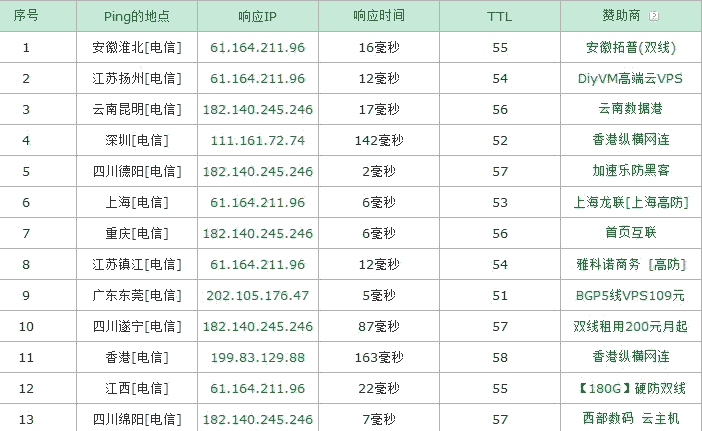 序号 Ping的地点 响应IP 响应时间 TTL 赞助商 ?
1 安徽淮北[电信] 61.164.211.96 16毫秒 55 安徽拓普(双线)
2 江苏扬州[电信] 61.164.211.96 12毫秒 54 DiyVM高端云VPS
3 云南昆明[电信] 182.140.245.246 17毫秒 56 云南数据港
4 深圳[电信] 111.161.72.74 142毫秒 52 香港纵横网连
5 四川德阳[电信] 182.140.245.246 2毫秒 57 加速乐防黑客
6 上海[电信] 61.164.211.96 6毫秒 53 上海龙联[上海高防]
7 重庆[电信] 182.140.245.246 6毫秒 56 首页互联
8 江苏镇江[电信] 61.164.211.96 12毫秒 54 雅科诺商务 [高防]
9 广东东莞[电信] 202.105.176.47 5毫秒 51 BGP5线VPS109元
10 四川遂宁[电信] 182.140.245.246 87毫秒 57 双线租用200元月起
11 香港[电信] 199.83.129.88 163毫秒 58 香港纵横网连
12 江西[电信] 61.164.211.96 22毫秒 55 【180G】硬防双线
13 四川绵阳[电信] 182.140.245.246 7毫秒 57 西部数码 云主机